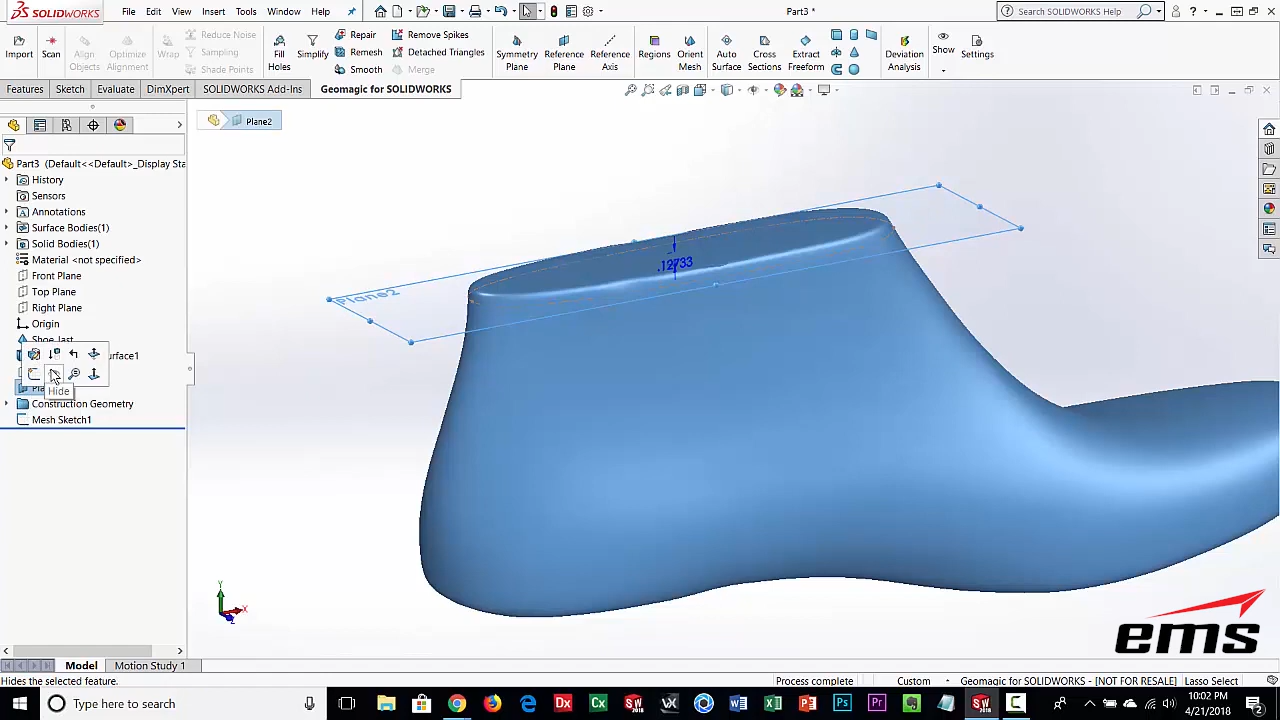 SOLIDWORKS
File
Edit
View
Insert
Tools
Window
Help
Part3 *
Search SOLIDWORKS Help
Import
Scan
Align Objects
Optimize Alignment
Wrap
Noise Reduce
Reduce Noise
Sampling
Shade Points
Fill Holes
Simplify
Repair
Remesh
Smooth
Remove Spikes
Detached Triangles
Merge
Symmetry Plane
Reference Plane
Reference Axis
Regions
Orient Mesh
Auto Surface
Cross Sections
Extract Freeform
Deviation Analysis
Show
Settings
Features
Sketch
Evaluate
DimXpert
SOLIDWORKS Add-Ins
Geomagic for SOLIDWORKS
Plane2
Part3 (Default<<Default>_Display Sta
History
Sensors
Annotations
Surface Bodies(1)
Solid Bodies(1)
Material <not specified>
Front Plane
Top Plane
Right Plane
Origin
Shoe last
urface1
Hide
Construction Geometry
Mesh Sketch1
Plane2
.12733
Y
X
Z
ems
Model
Motion Study 1
Hides the selected feature.
Process complete
Custom
Geomagic for SOLIDWORKS - [NOT FOR RESALE]
Lasso Select
Type here to search
10:02 PM
4/21/2018